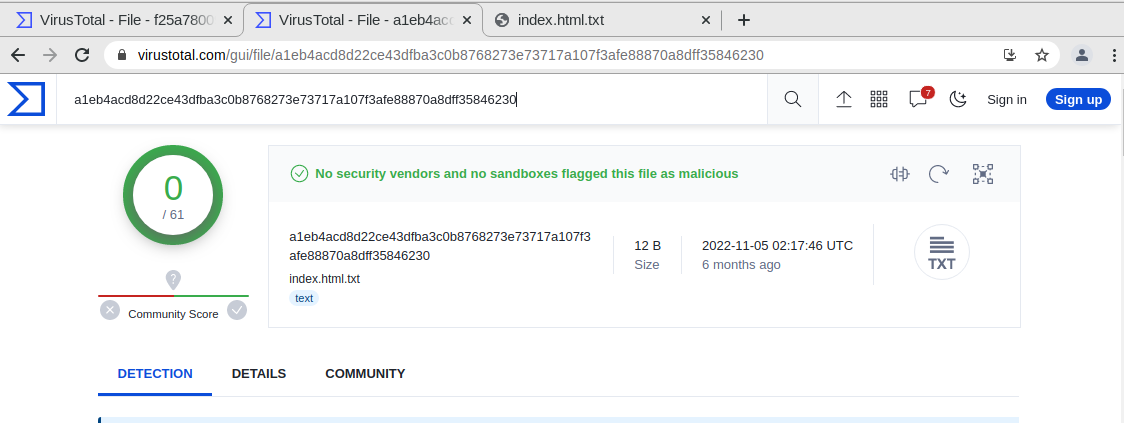 VirusTotal - File - f25a7800
VirusTotal - File - a1eb4acd
index.html.txt
virustotal.com/gui/file/a1eb4acd8d22ce43dfba3c0b8768273e73717a107f3afe88870a8dff35846230
a1eb4acd8d22ce43dfba3c0b8768273e73717a107f3afe88870a8dff35846230
7
Sign in
Sign up
0
/ 61
No security vendors and no sandboxes flagged this file as malicious
a1eb4acd8d22ce43dfba3c0b8768273e73717a107f3
afe88870a8dff35846230
index.html.txt
text
12 B
Size
2022-11-05 02:17:46 UTC
6 months ago
TXT
?
Community Score
DETECTION
DETAILS
COMMUNITY